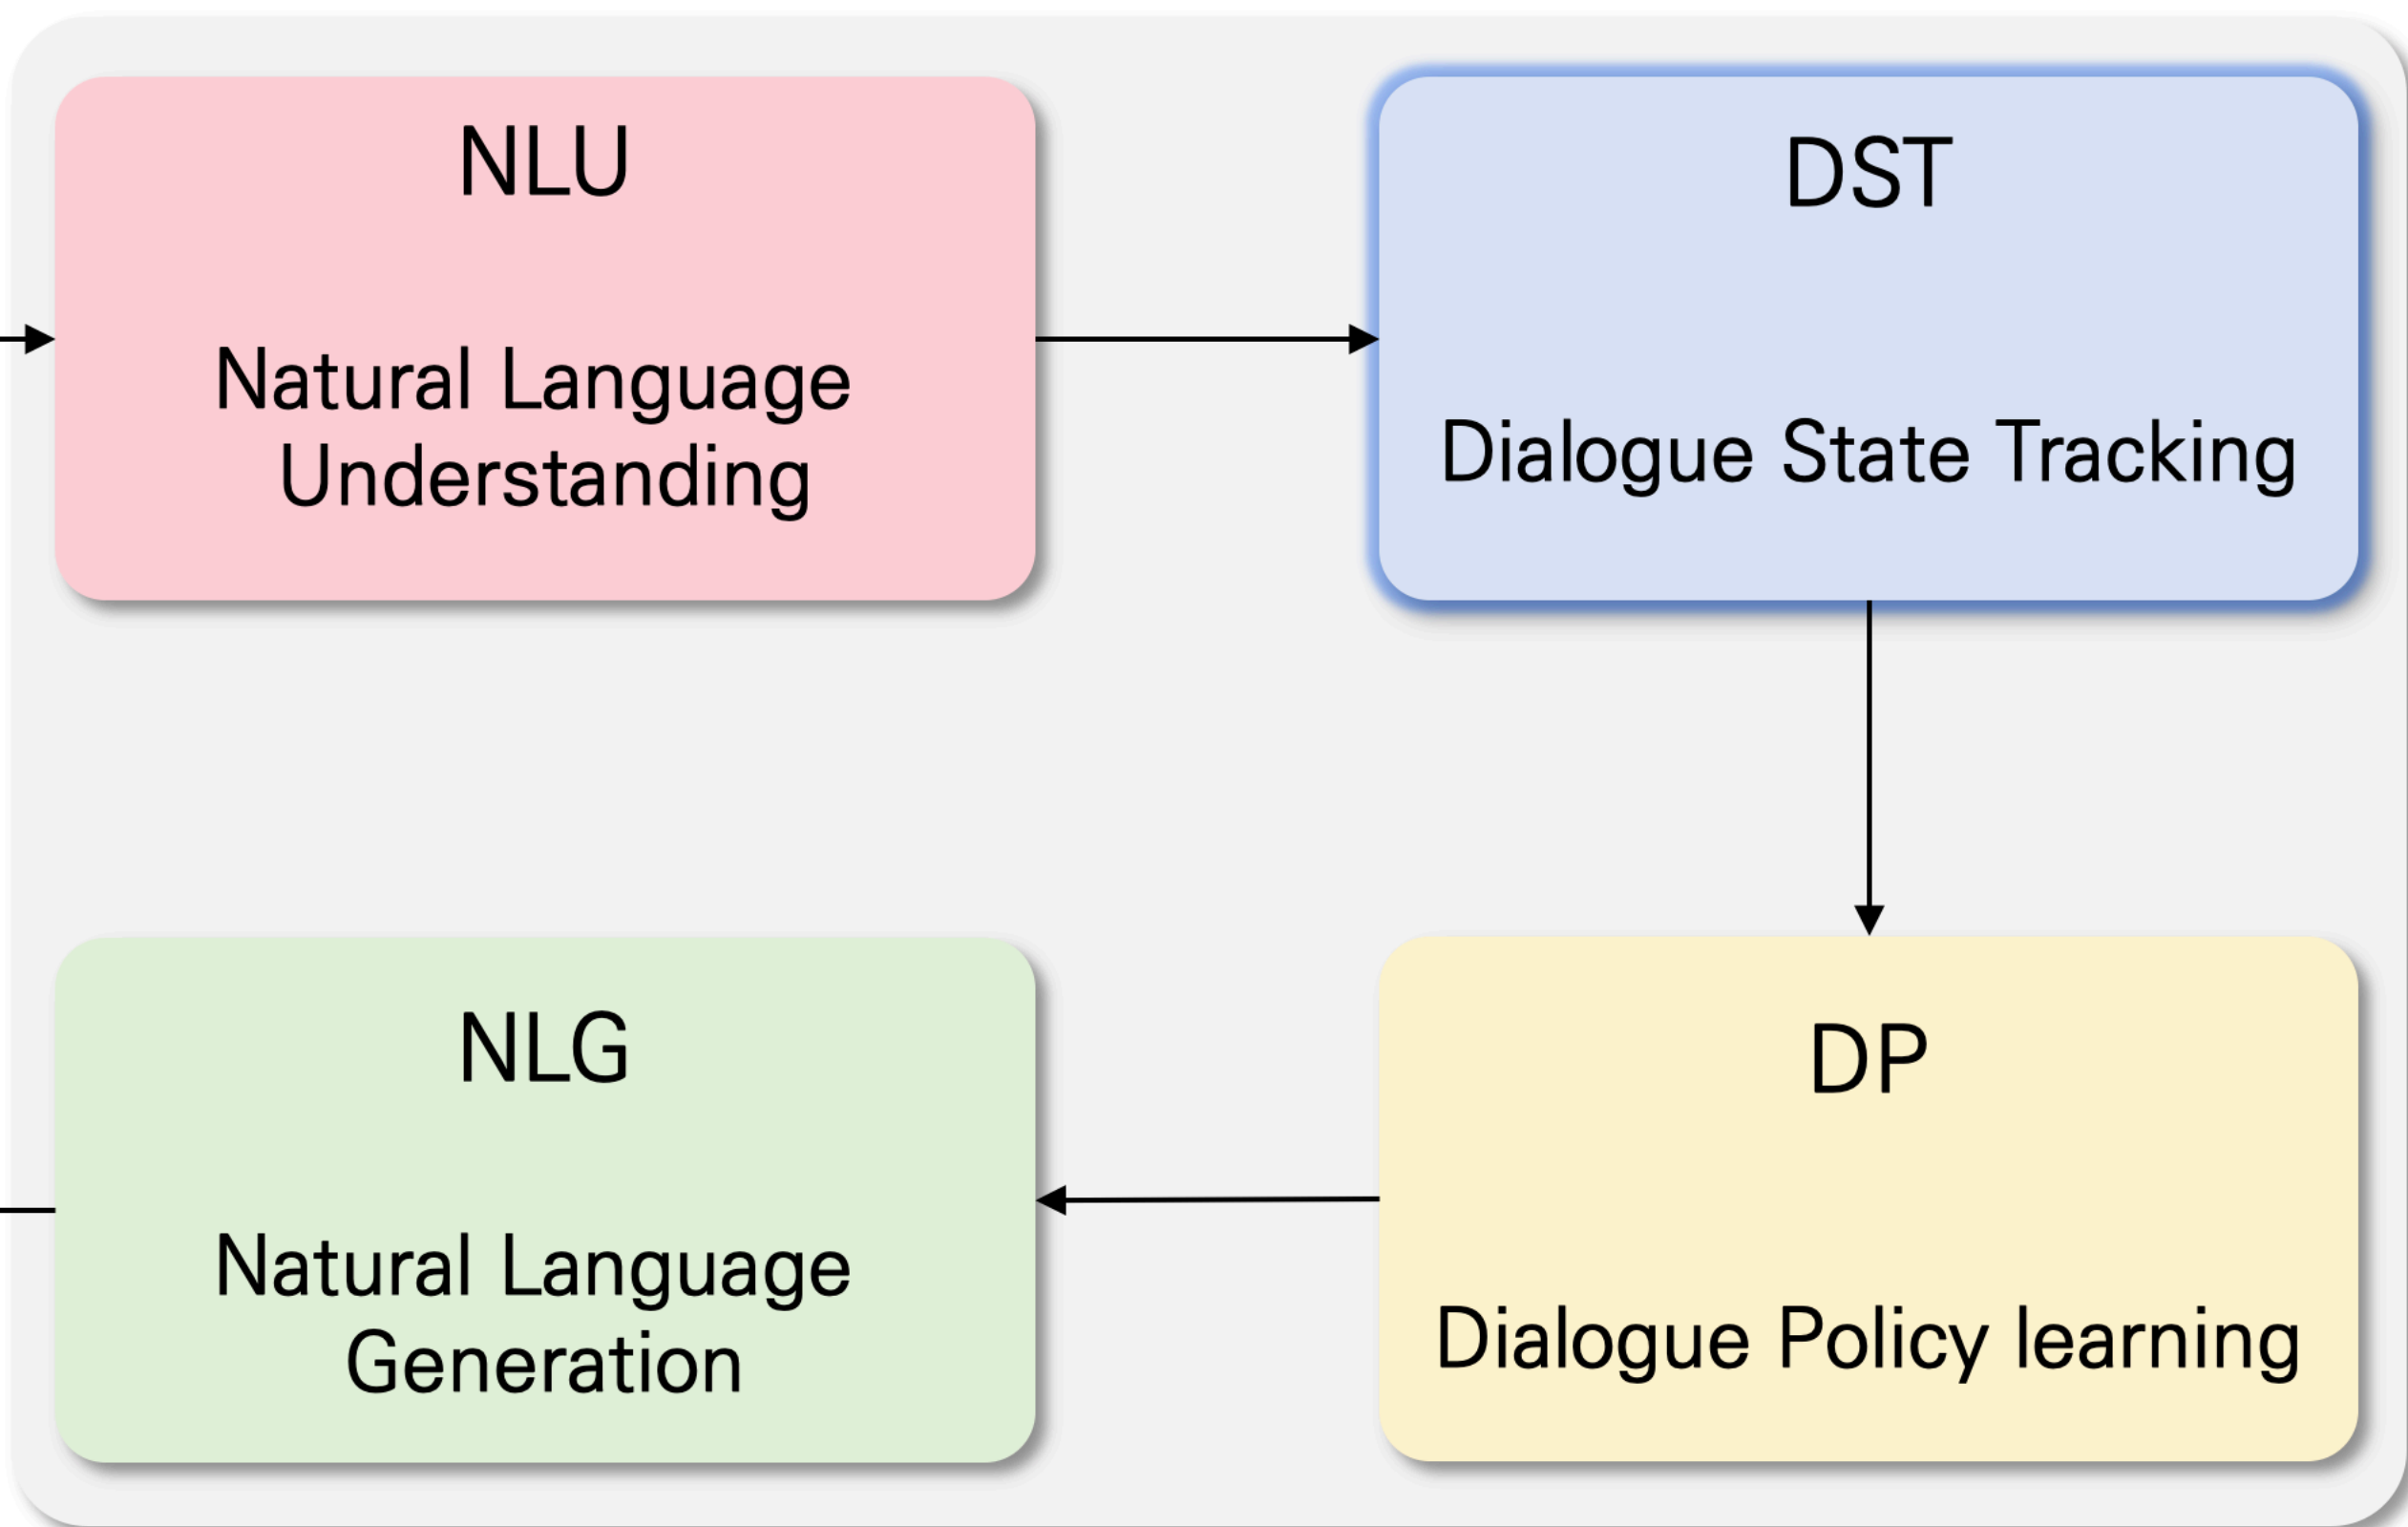 NLU
Natural Language
Understanding
DST
Dialogue State Tracking
NLG
Natural Language
Generation
DP
Dialogue Policy learning